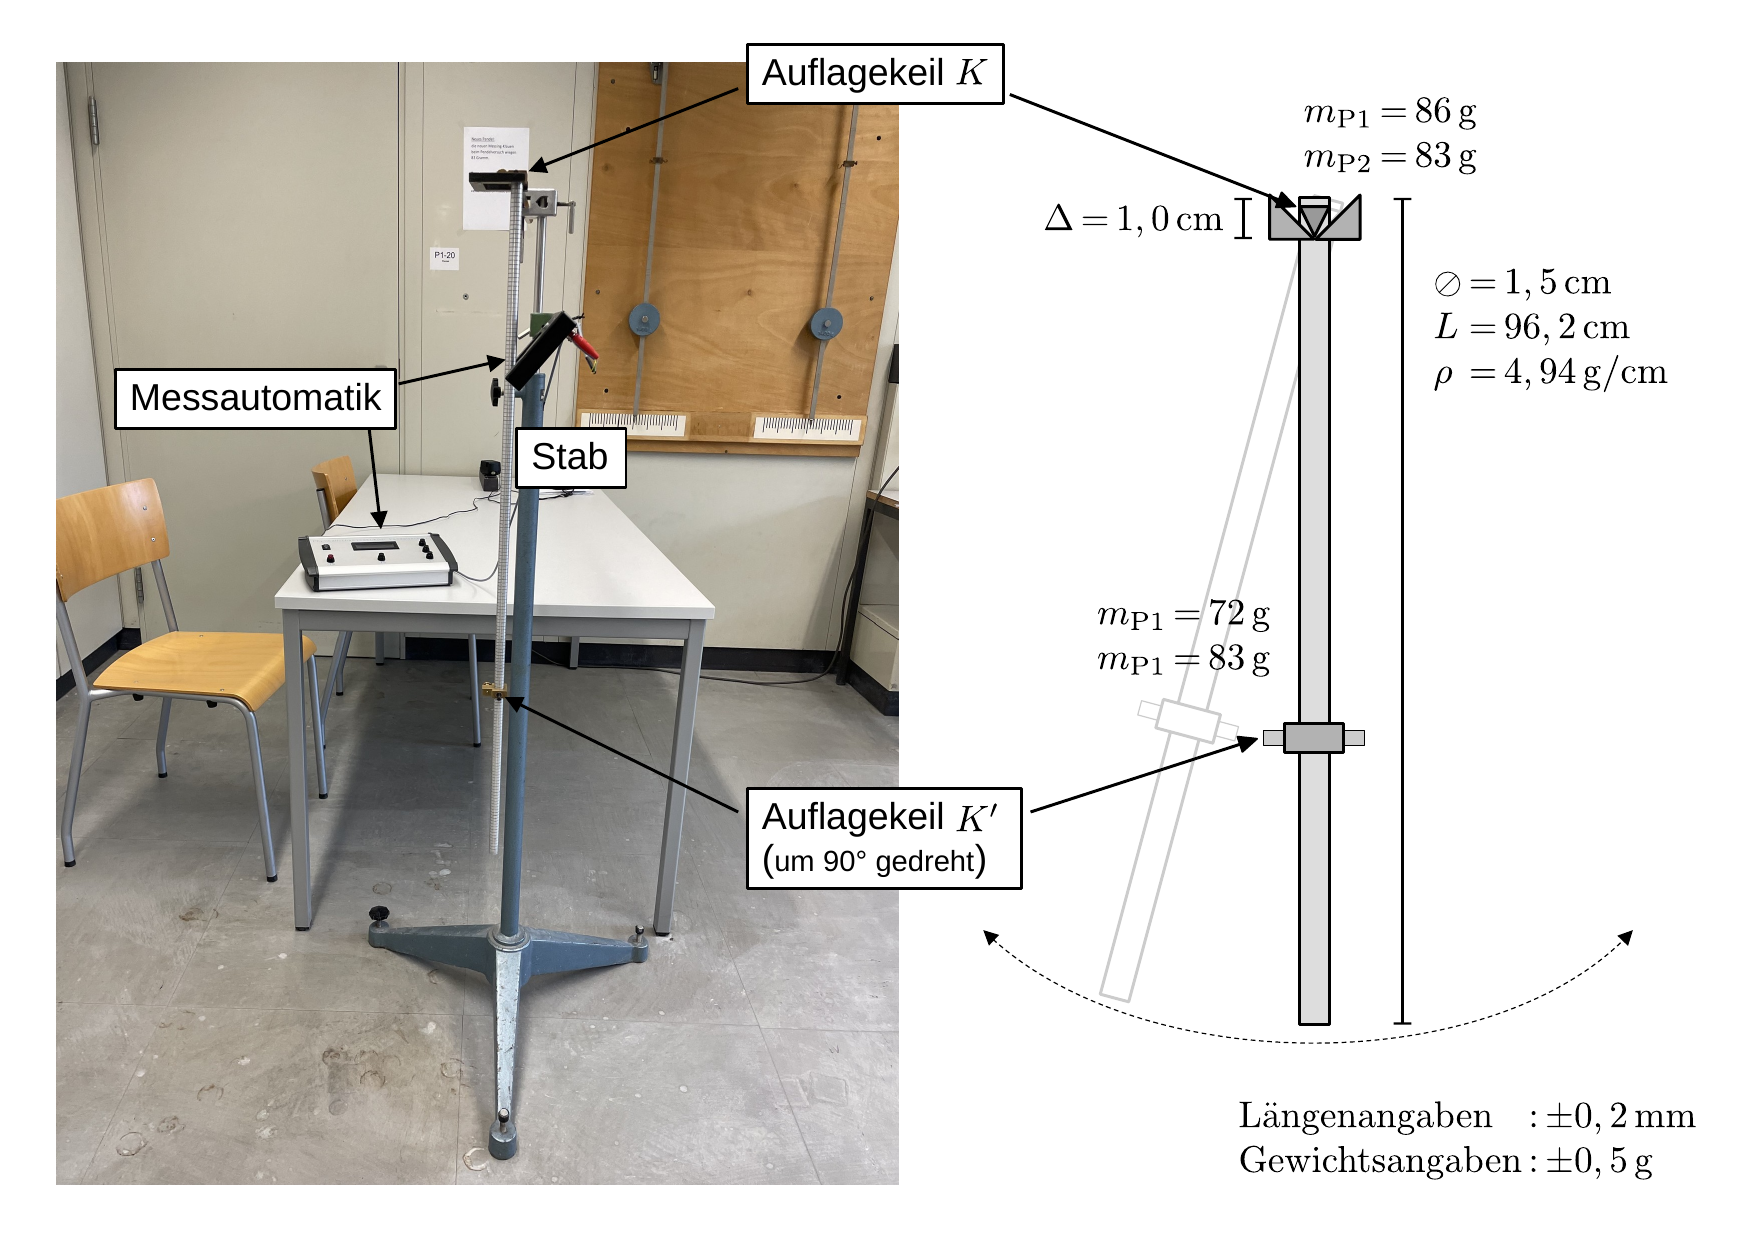 Auflagekeil K
m_P1 = 86 g
m_P2 = 83 g
Δ = 1,0 cm
∅ = 1,5 cm
L = 96,2 cm
ρ = 4,94 g/cm
P1-20
Messautomatik
Stab
m_P1 = 72 g
m_P1 = 83 g
Auflagekeil K′
(um 90° gedreht)
Längenangaben : ±0,2 mm
Gewichtsangaben : ±0,5 g